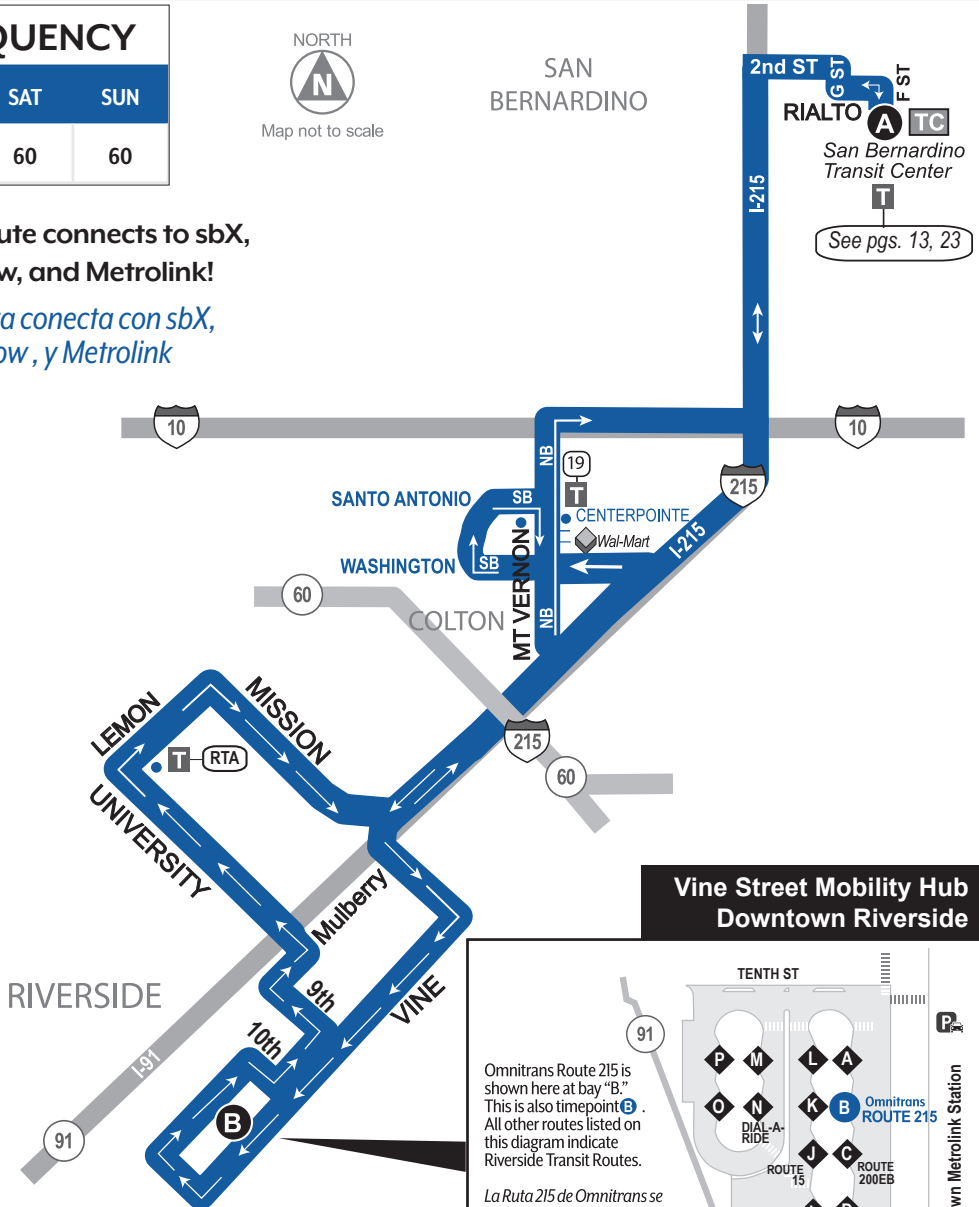 QUENCY
SAT SUN
60 60
NORTH
N
Map not to scale
SAN
BERNARDINO
2nd ST
G ST
F ST
RIALTO
A
TC
San Bernardino
Transit Center
T
See pgs. 13, 23
ute connects to sbX,
w, and Metrolink!
a conecta con sbX,
ow , y Metrolink
I-215
10
10
NB
19
T
215
SANTO ANTONIO
SB
CENTERPOINTE
Wal-Mart
I-215
WASHINGTON
SB
MT VERNON
NB
60
COLTON
215
60
LEMON
MISSION
T
RTA
UNIVERSITY
Mulberry
RIVERSIDE
9th
VINE
10th
I-91
B
91
Vine Street Mobility Hub
Downtown Riverside
TENTH ST
91
P
P M L A
Omnitrans Route 215 is
shown here at bay “B.”
This is also timepoint B .
All other routes listed on
this diagram indicate
Riverside Transit Routes.
O N K B
Omnitrans
ROUTE 215
DIAL-A-
RIDE
J C
ROUTE
15
ROUTE
200EB
wn Metrolink Station
La Ruta 215 de Omnitrans se